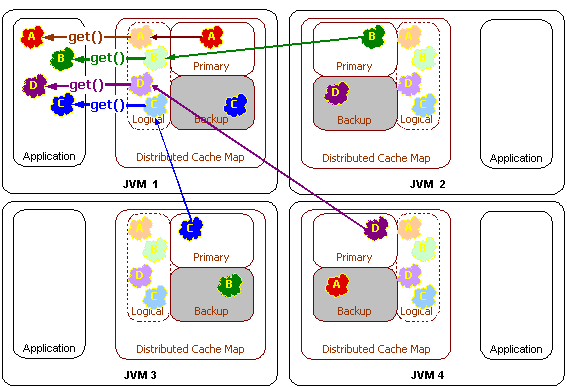 A get() A A
B get() B
Primary
D get() D
C get() C C
Logical Backup
Application
Distributed Cache Map
JVM 1
B A
Primary B
D D
C
Backup Logical
Application
Distributed Cache Map
JVM 2
A C
B Primary
D
C B
Logical Backup
Application
Distributed Cache Map
JVM 3
D A
Primary B
D
A C
Backup Logical
Application
Distributed Cache Map
JVM 4